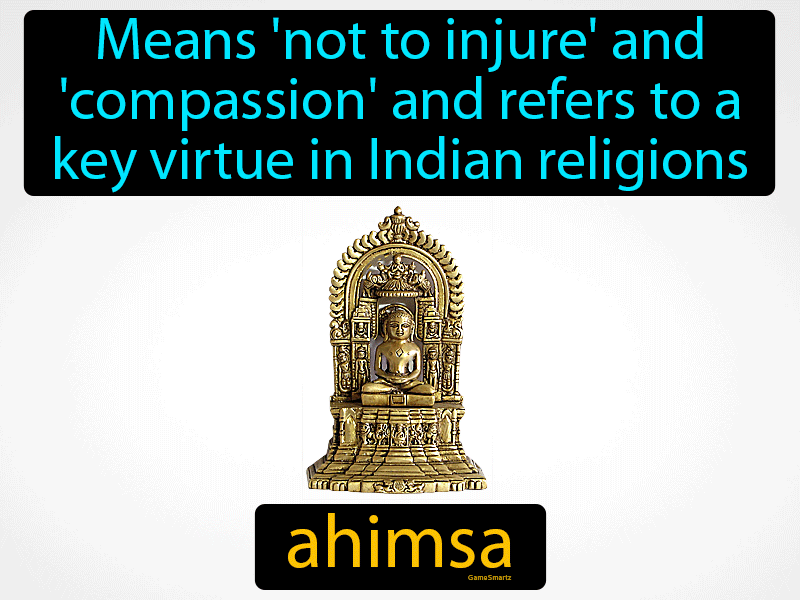 Means 'not to injure' and
'compassion' and refers to a
key virtue in Indian religions
ahimsa
GameSmartz